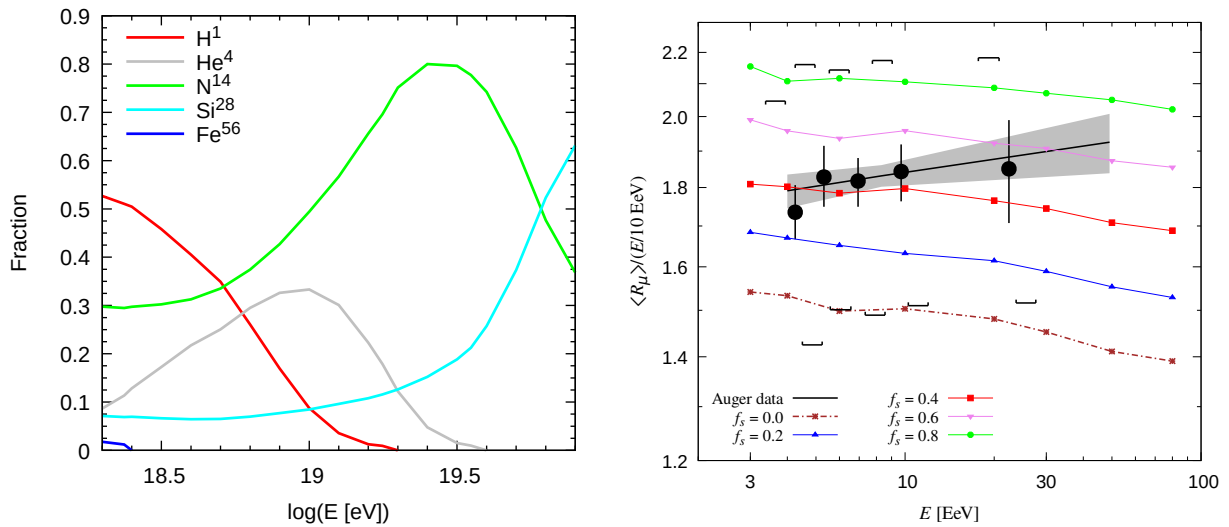 0.9
0.8
0.7
0.6
0.5
0.4
0.3
0.2
0.1
0
Fraction
H¹
He⁴
N¹⁴
Si²⁸
Fe⁵⁶
18.5
19
19.5
log(E [eV])
2.2
2.0
1.8
1.6
1.4
1.2
⟨Rμ⟩/(E/10 EeV)
Auger data
fs = 0.0
fs = 0.2
fs = 0.4
fs = 0.6
fs = 0.8
3
10
30
100
E [EeV]